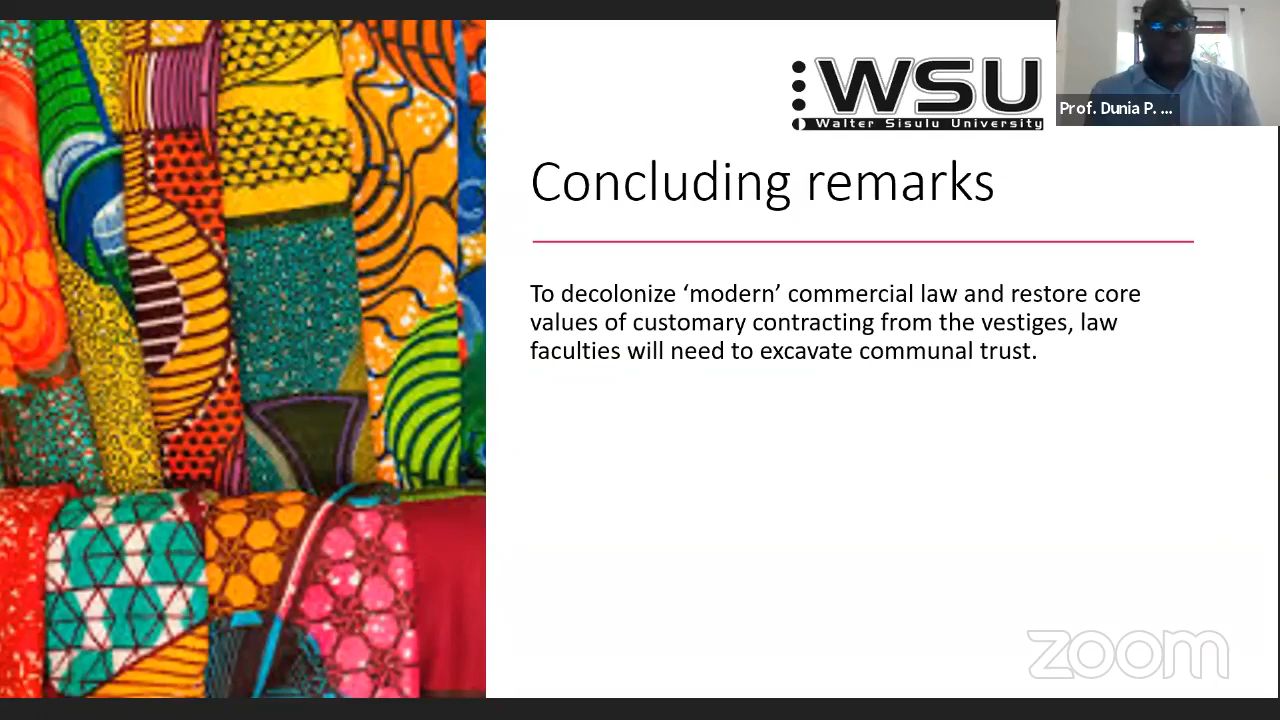 WSU
Walter Sisulu University
Prof. Dunia P. ...
Concluding remarks
To decolonize ‘modern’ commercial law and restore core
values of customary contracting from the vestiges, law
faculties will need to excavate communal trust.
zoom